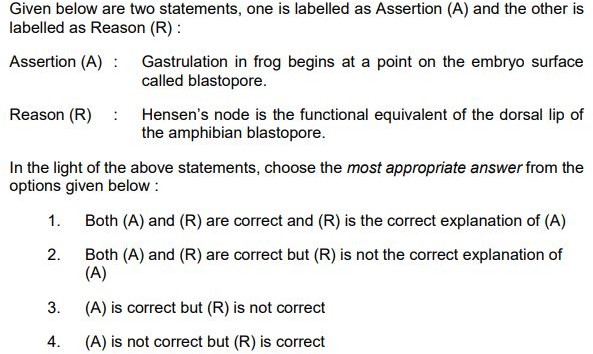 Given below are two statements, one is labelled as Assertion (A) and the other is
labelled as Reason (R) :
Assertion (A) : Gastrulation in frog begins at a point on the embryo surface
called blastopore.
Reason (R) : Hensen's node is the functional equivalent of the dorsal lip of
the amphibian blastopore.
In the light of the above statements, choose the most appropriate answer from the
options given below :
1. Both (A) and (R) are correct and (R) is the correct explanation of (A)
2. Both (A) and (R) are correct but (R) is not the correct explanation of
(A)
3. (A) is correct but (R) is not correct
4. (A) is not correct but (R) is correct